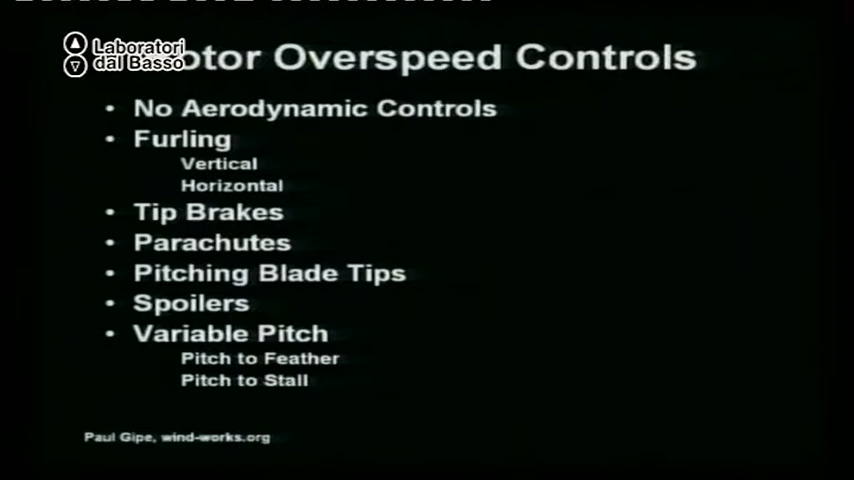 Laboratori
dal Basso
otor Overspeed Controls
• No Aerodynamic Controls
• Furling
Vertical
Horizontal
• Tip Brakes
• Parachutes
• Pitching Blade Tips
• Spoilers
• Variable Pitch
Pitch to Feather
Pitch to Stall
Paul Gipe, wind-works.org